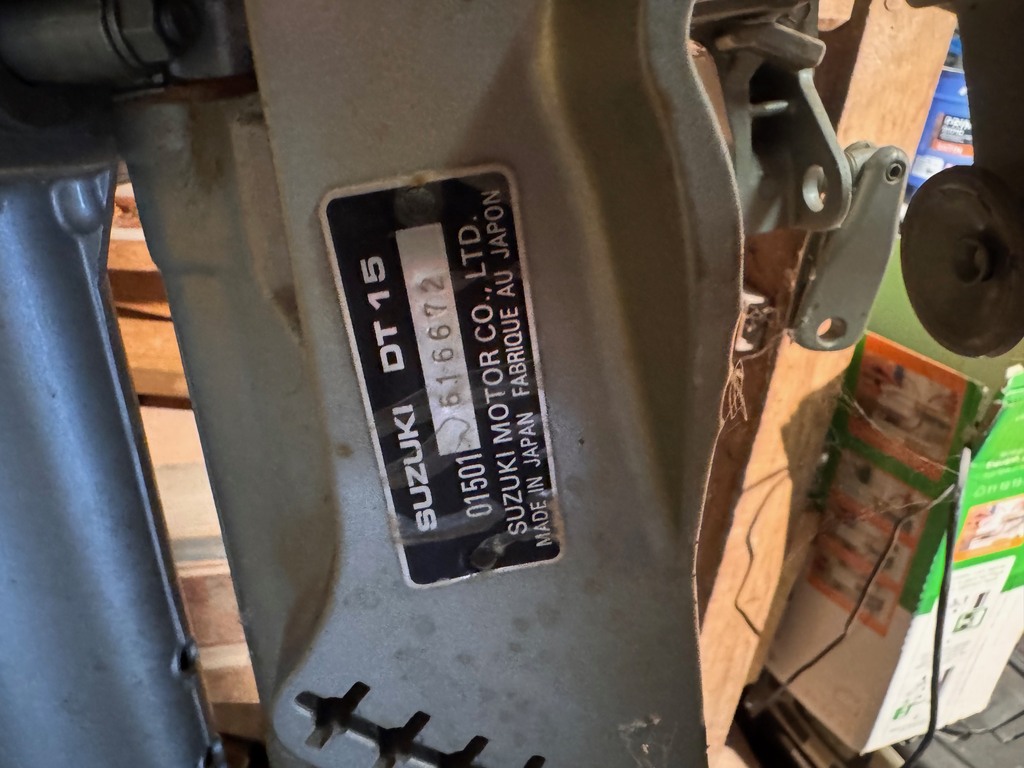 SUZUKI DT 15
01501 616672
SUZUKI MOTOR CO., LTD.
MADE IN JAPAN FABRIQUE AU JAPON